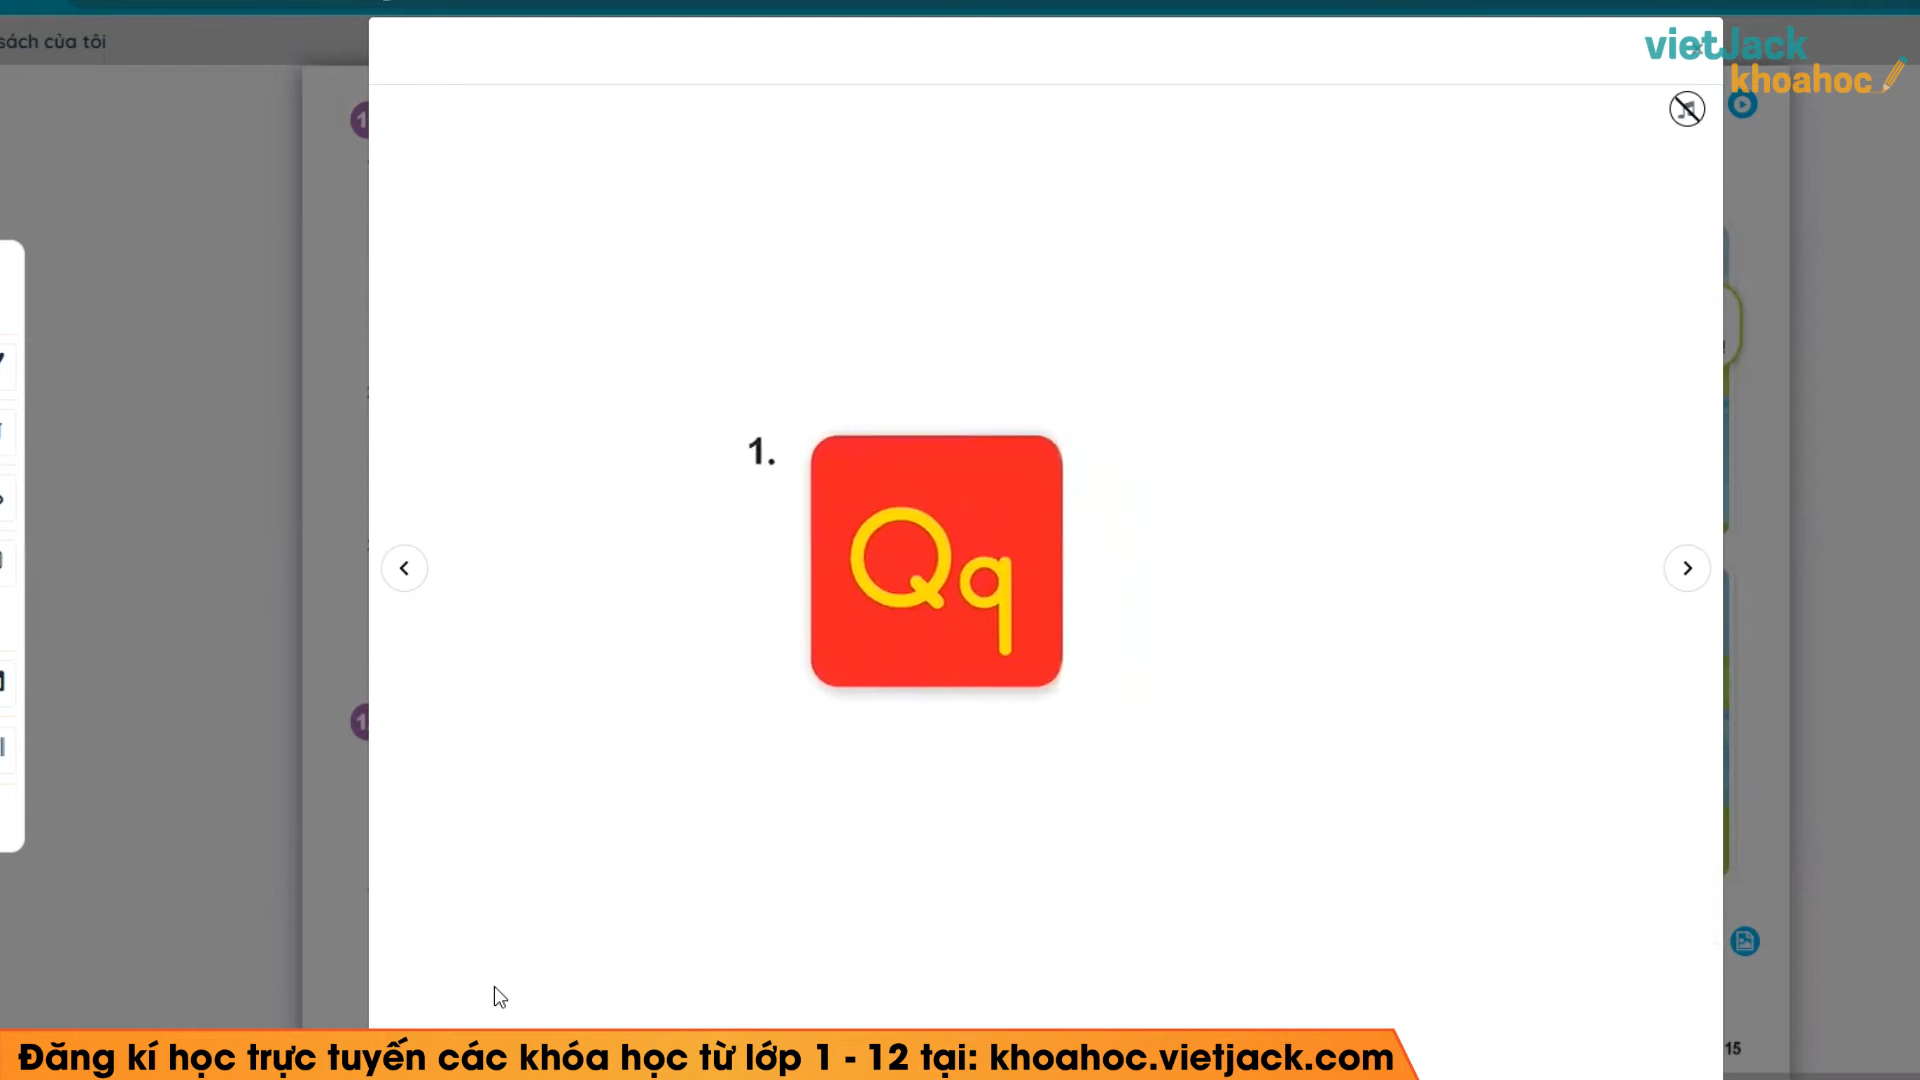 sách của tôi
vietJack
khoahoc
1.
Qq
15
Đăng kí học trực tuyến các khóa học từ lớp 1 - 12 tại: khoahoc.vietjack.com